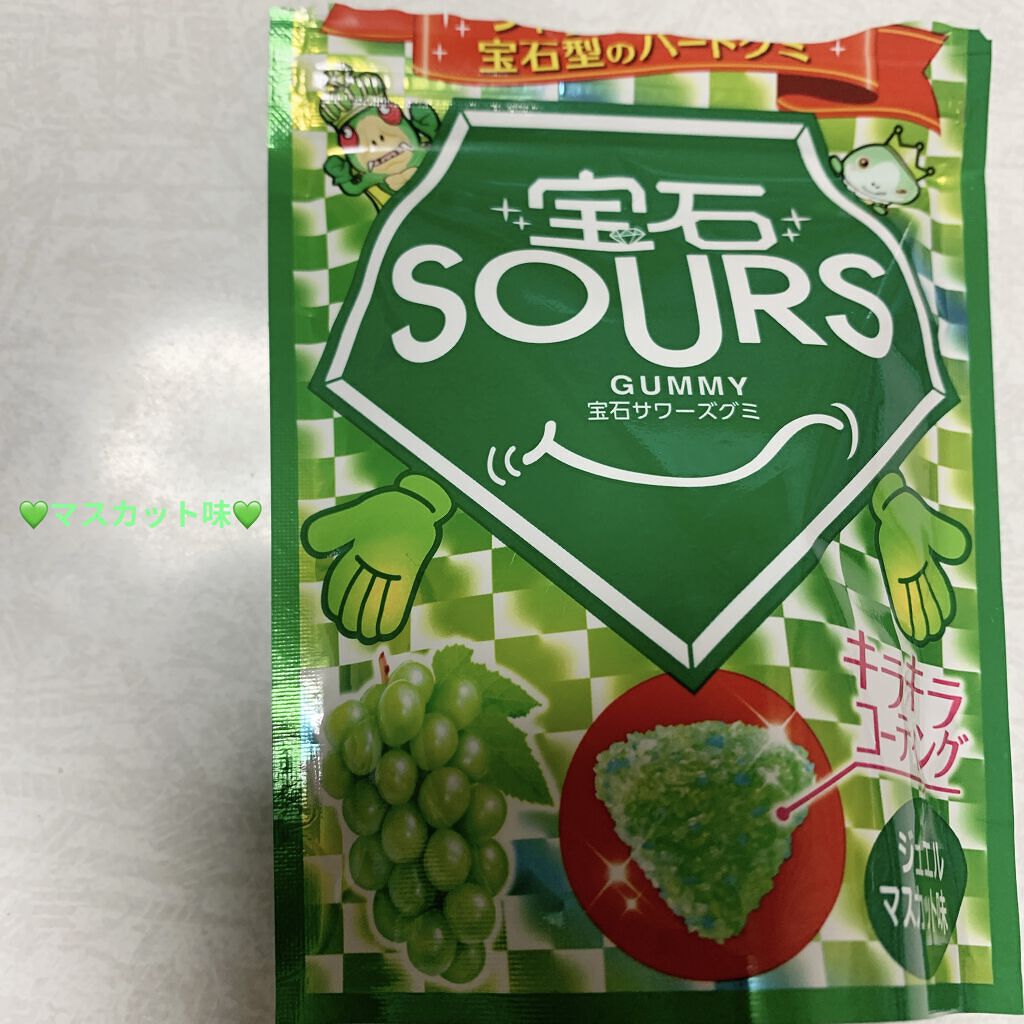 宝石型のハードグミ
宝石
SOURS
GUMMY
宝石サワーズグミ
💚マスカット味💚
キラキラ
コーティング
ジュエル
マスカット味